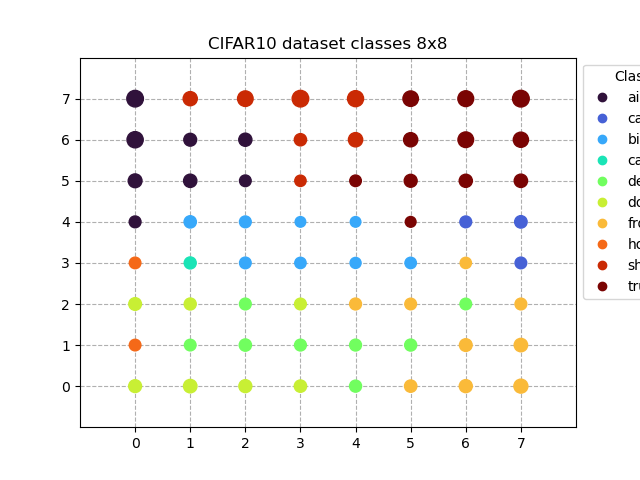 CIFAR10 dataset classes 8x8
7
6
5
4
3
2
1
0
0 1 2 3 4 5 6 7
Clas
ai
ca
bi
ca
de
do
fro
ho
sh
tru